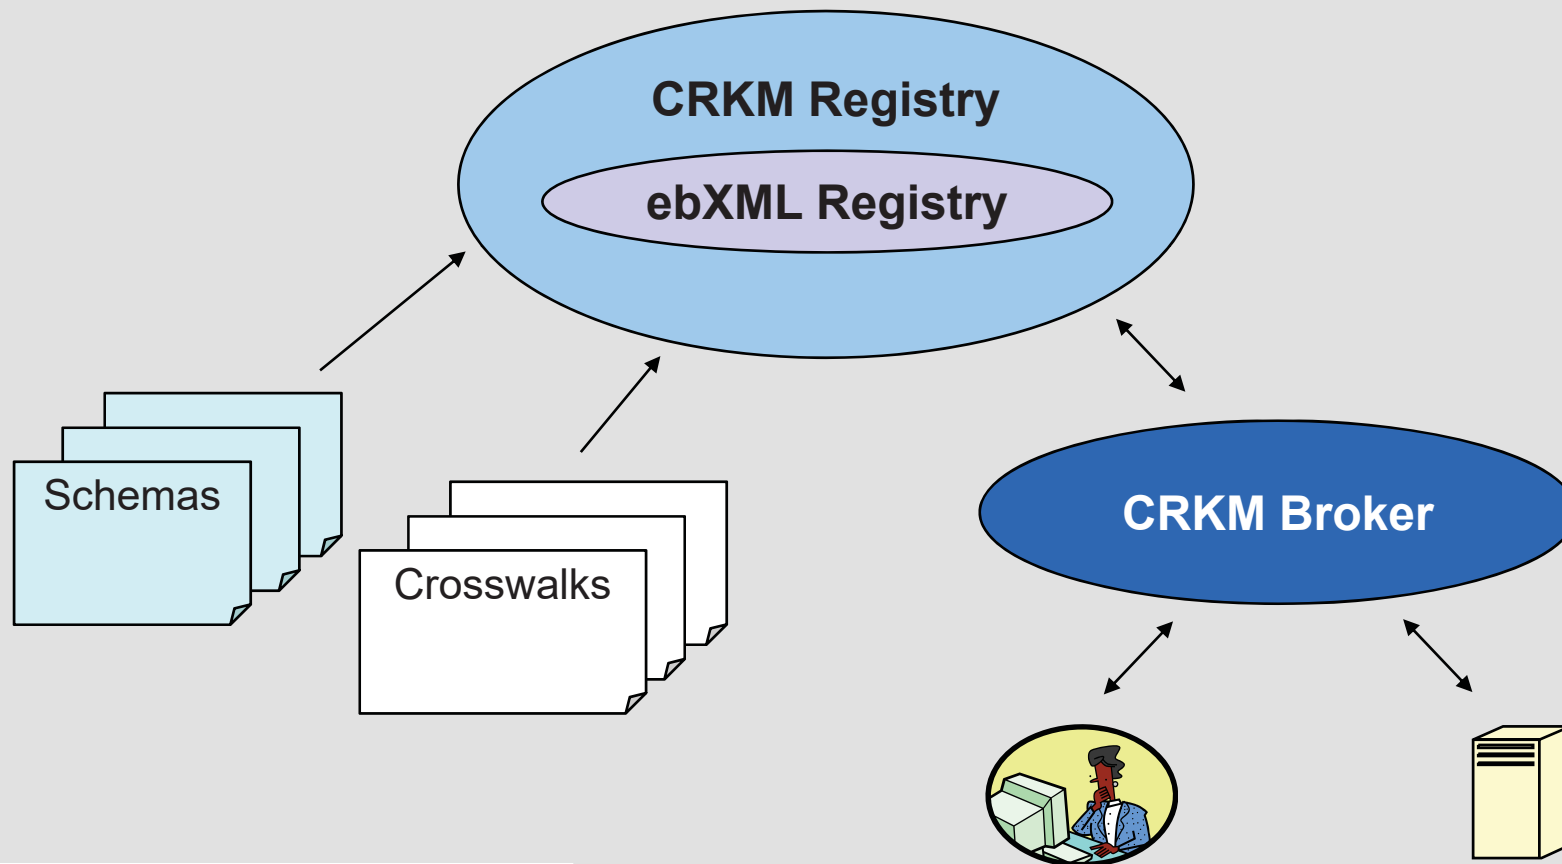 CRKM Registry
ebXML Registry
Schemas
CRKM Broker
Crosswalks